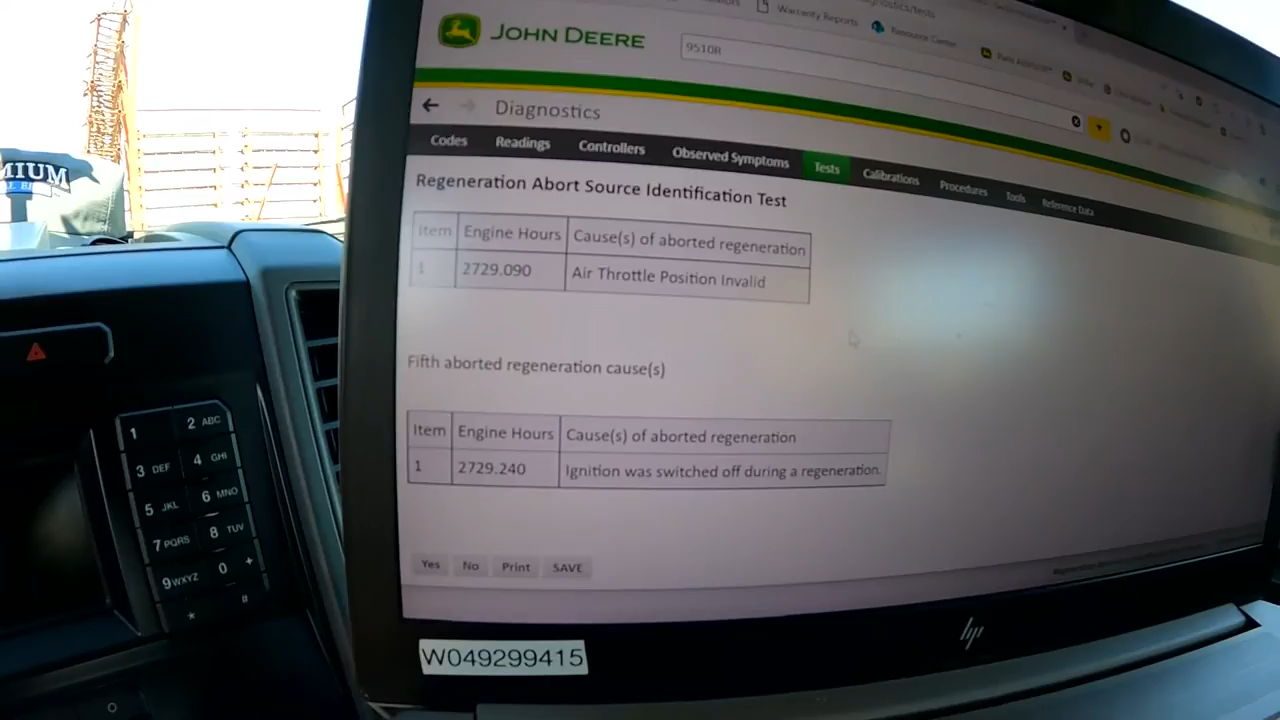 Warranty Reports
Resource Center
JOHN DEERE
9510R
Diagnostics
Codes Readings Controllers Observed Symptoms Tests Calibrations Procedures Tools Reference Data
Regeneration Abort Source Identification Test
Item Engine Hours Cause(s) of aborted regeneration
1 2729.090 Air Throttle Position Invalid
Fifth aborted regeneration cause(s)
Item Engine Hours Cause(s) of aborted regeneration
1 2729.240 Ignition was switched off during a regeneration.
Yes No Print SAVE
hp
W049299415
MIUM
1 2 ABC
3 DEF 4 GHI
5 JKL 6 MNO
7 PQRS 8 TUV
9 WXYZ 0 +
* #